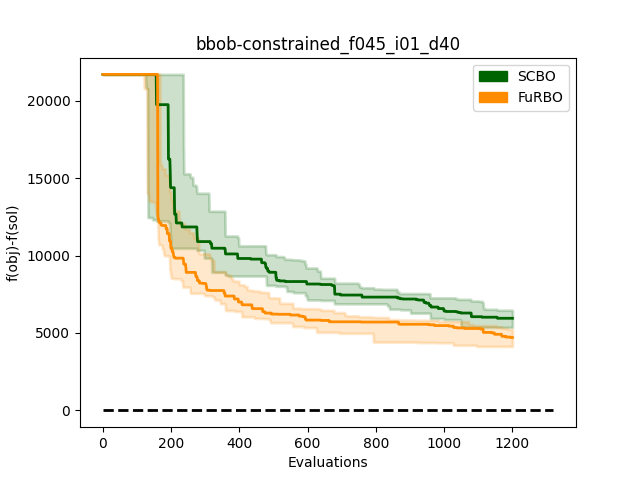 bbob-constrained_f045_i01_d40
SCBO
FuRBO
f(obj)-f(sol)
20000
15000
10000
5000
0
0 200 400 600 800 1000 1200
Evaluations